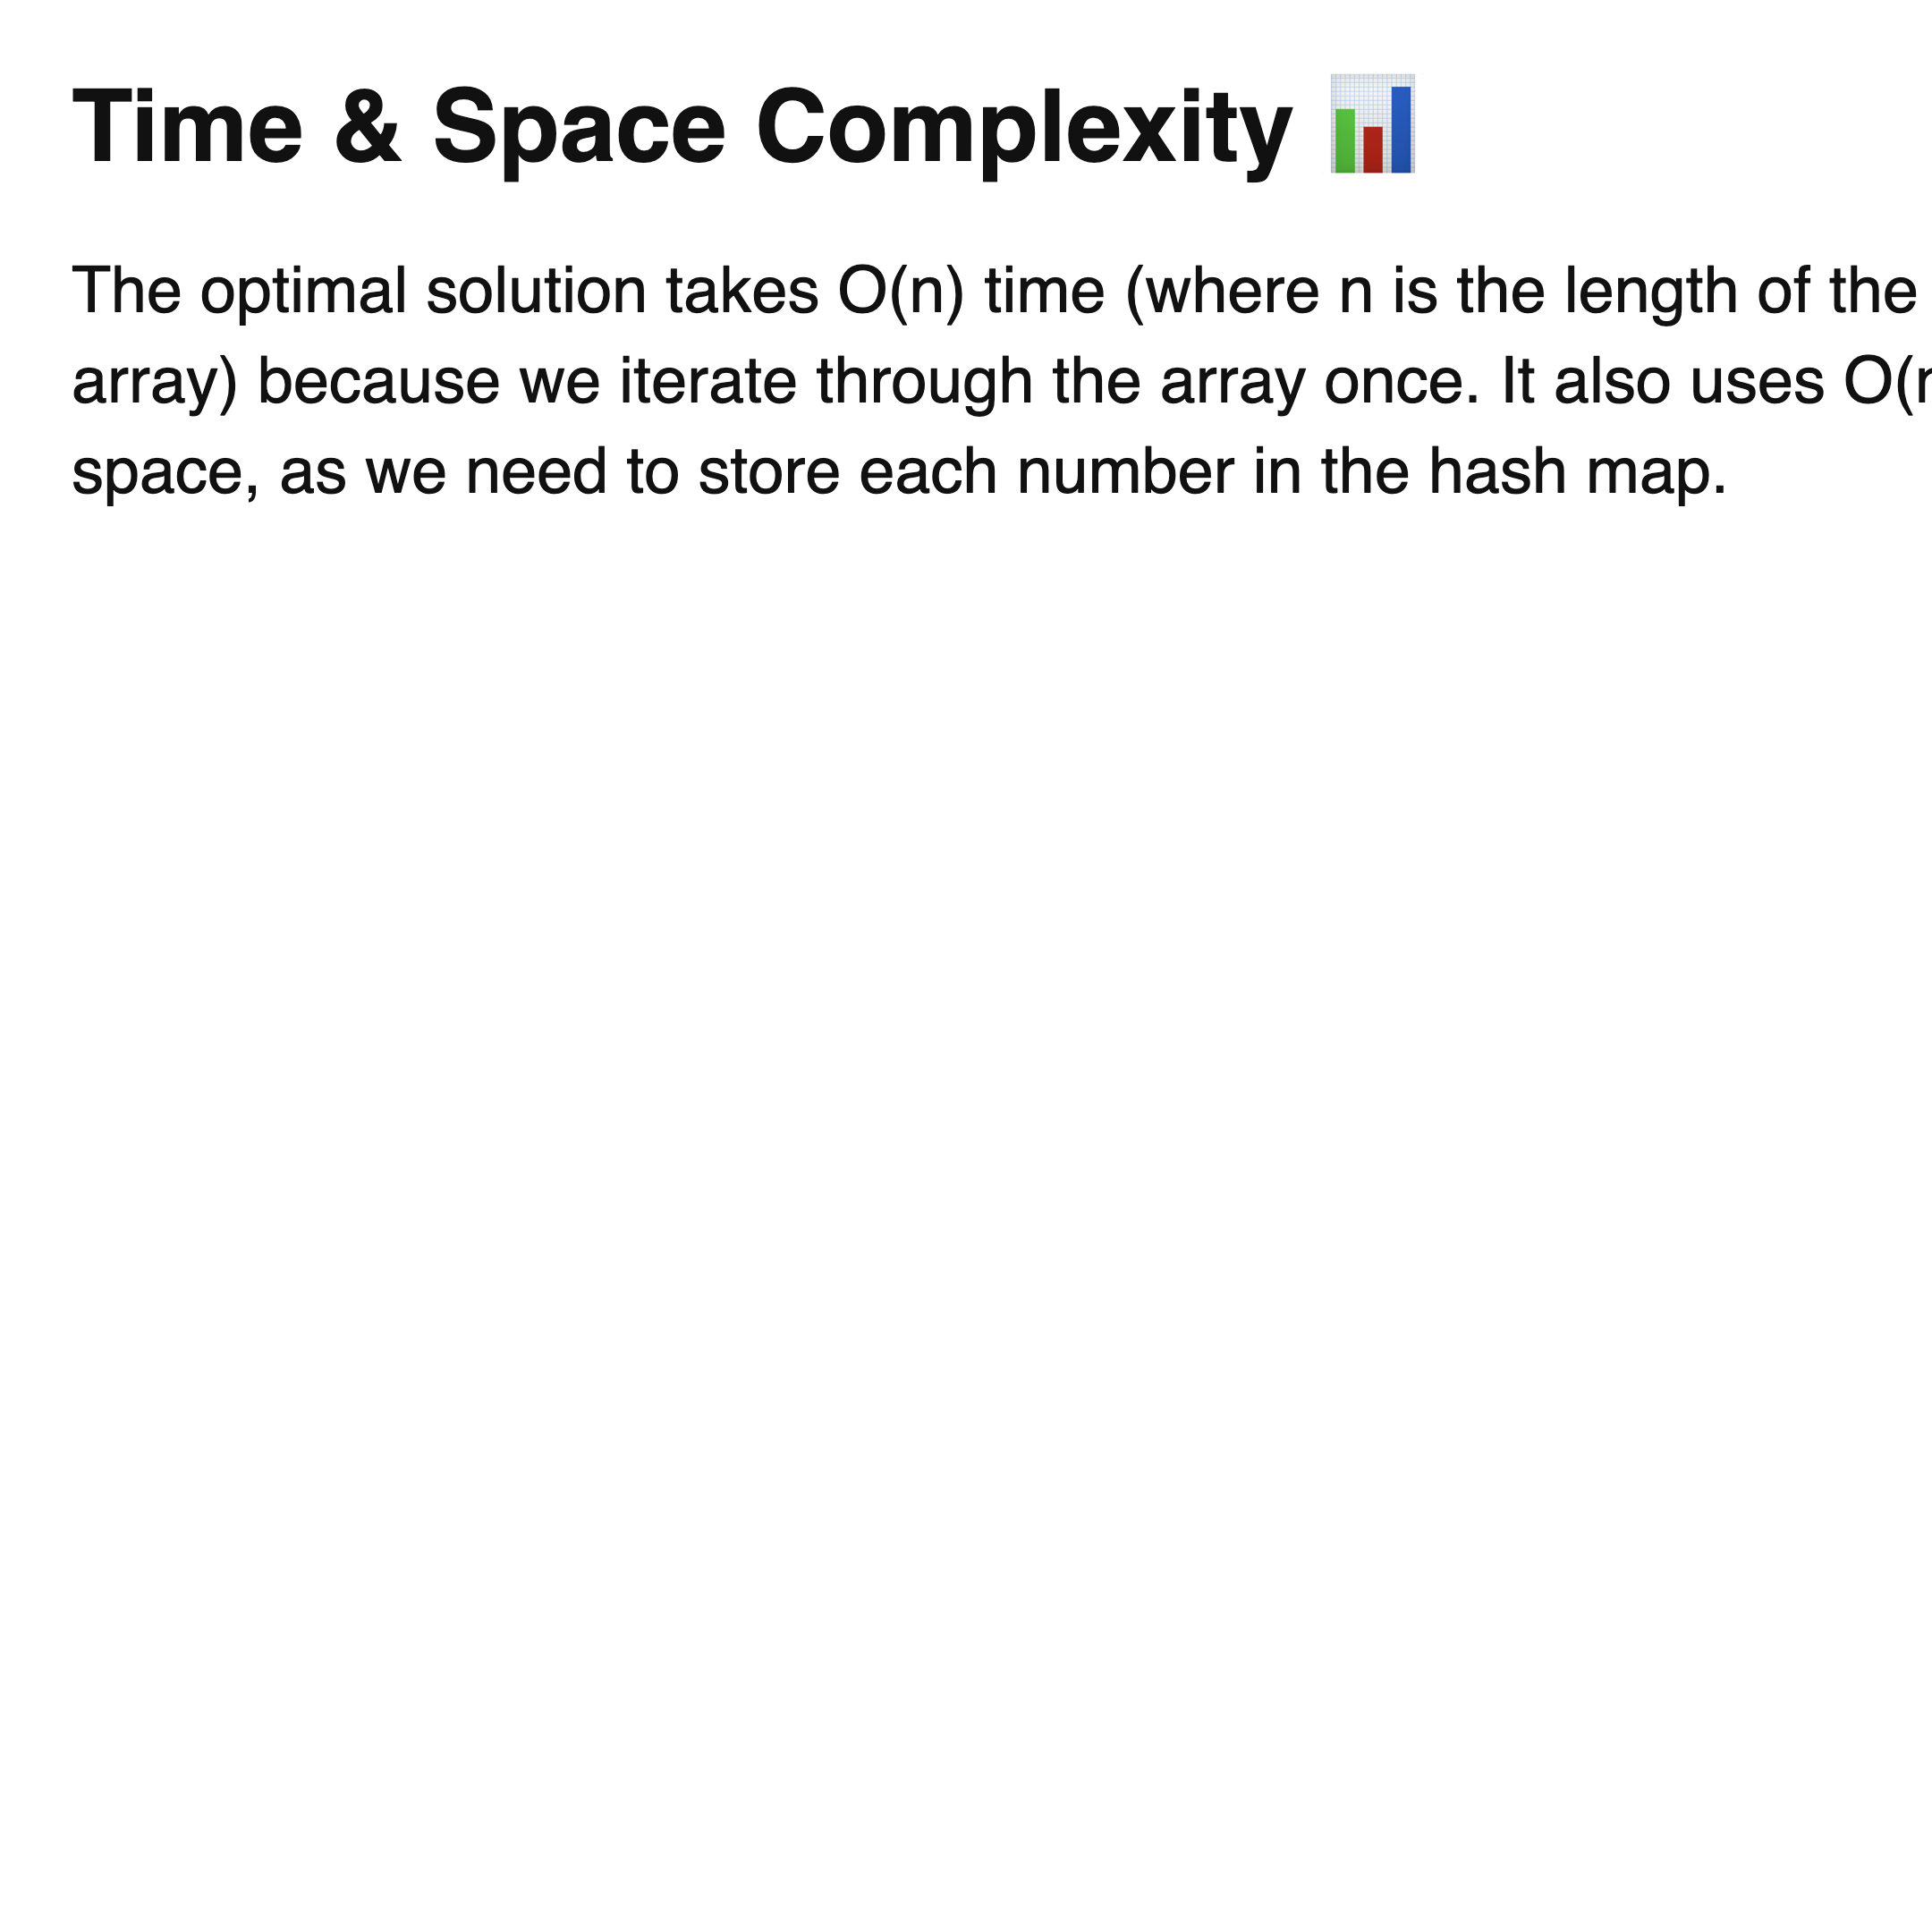 Time & Space Complexity 📊
The optimal solution takes O(n) time (where n is the length of the
array) because we iterate through the array once. It also uses
space, as we need to store each number in the hash map.